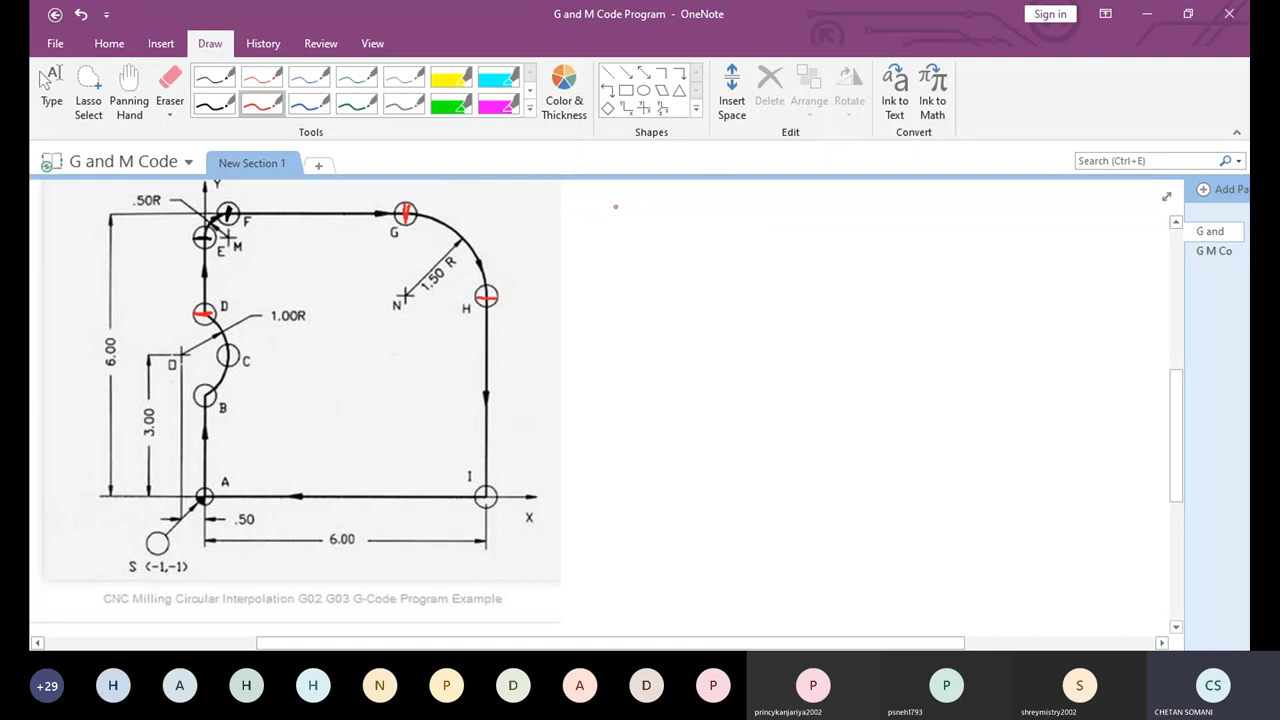 G and M Code Program - OneNote
Sign in
File Home Insert Draw History Review View
Type
Lasso Select
Panning Hand
Eraser
Color & Thickness
Insert Space
Delete
Arrange
Rotate
Ink to Text
Ink to Math
Tools
Shapes
Edit
Convert
G and M Code
New Section 1
+
Search (Ctrl+E)
Add Pa
G and
G M Co
Y
.50R
F
G
E
M
1.50 R
N
H
D
1.00R
6.00
O
C
3.00
B
A
I
X
.50
6.00
S (-1,-1)
CNC Milling Circular Interpolation G02 G03 G-Code Program Example
+29 H A H H N P D A D P P P S CS
princykanjariya2002 psneh1793 shreymistry2002 CHETAN SOMANI